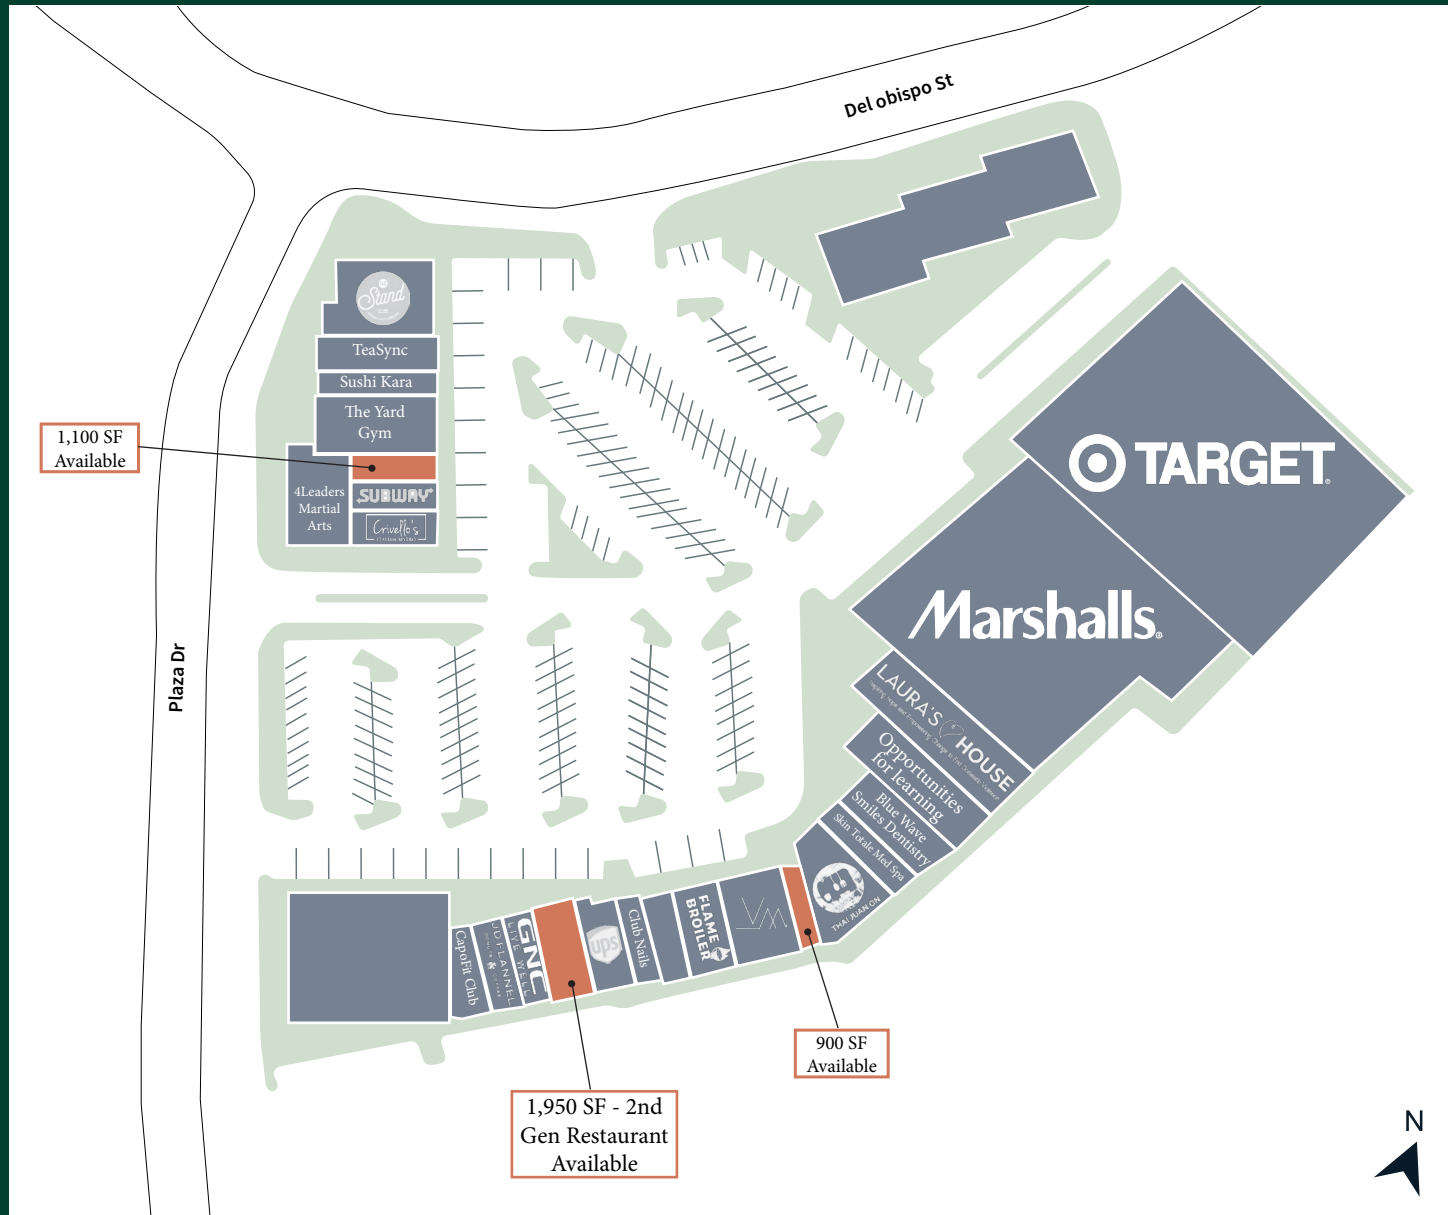 Del obispo St
Stand
TeaSync
Sushi Kara
The Yard
Gym
1,100 SF
Available
4Leaders
Martial
Arts
SUBWAY
Crivello's
TARGET
Marshalls
Plaza Dr
LAURA'S HOUSE
Opportunities
for learning
Blue Wave
Smiles Dentistry
Skin Totale Med Spa
THAI JUAN ON
CapoFit Club
UD FLANNEL
GNC
LIVE WELL
ups
Club Nails
FLAME
BROILER
VM
900 SF
Available
1,950 SF - 2nd
Gen Restaurant
Available
N